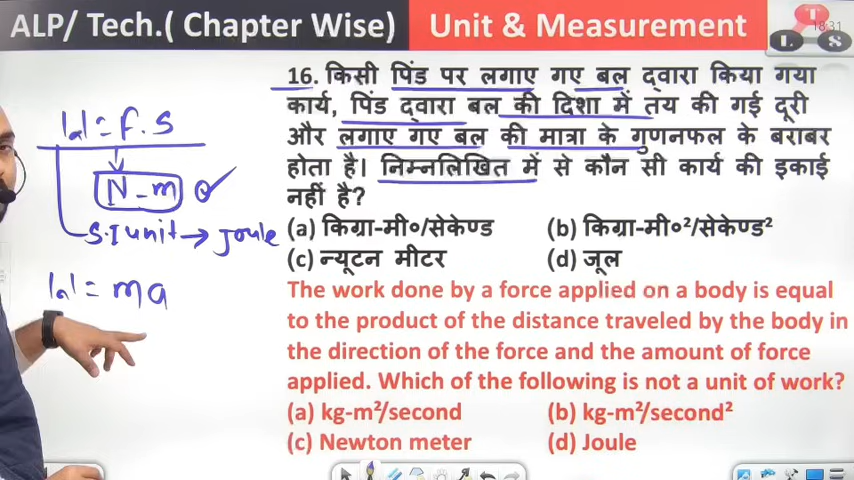 ALP/ Tech.( Chapter Wise) Unit & Measurement
T
L S
18:31
16. किसी पिंड पर लगाए गए बल द्वारा किया गया
कार्य, पिंड द्वारा बल की दिशा में तय की गई दूरी
और लगाए गए बल की मात्रा के गुणनफल के बराबर
होता है। निम्नलिखित में से कौन सी कार्य की इकाई
नहीं है?
(a) किग्रा-मी०/सेकेण्ड (b) किग्रा-मी०²/सेकेण्ड²
(c) न्यूटन मीटर (d) जूल
The work done by a force applied on a body is equal
to the product of the distance traveled by the body in
the direction of the force and the amount of force
applied. Which of the following is not a unit of work?
(a) kg-m²/second (b) kg-m²/second²
(c) Newton meter (d) Joule
W = F. S
N-m
S.I unit → Joule
W = ma